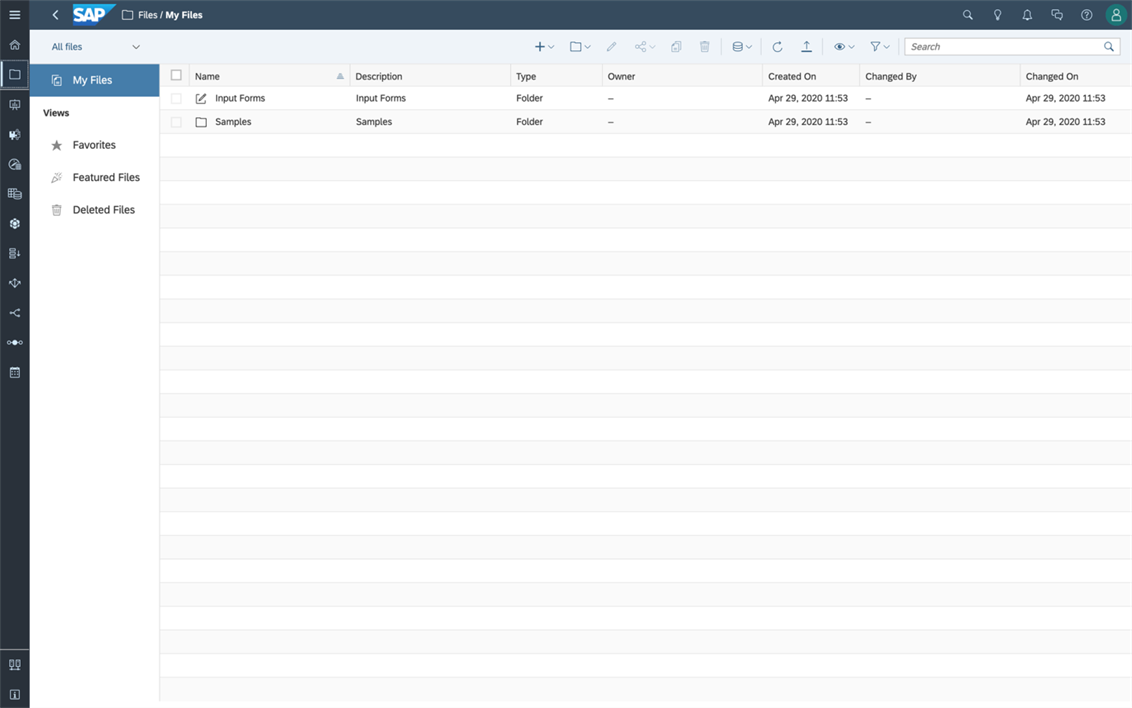 SAP Files / My Files
All files
Search
My Files
Views
Favorites
Featured Files
Deleted Files
Name Description Type Owner Created On Changed By Changed On
Input Forms Input Forms Folder – Apr 29, 2020 11:53 – Apr 29, 2020 11:53
Samples Samples Folder – Apr 29, 2020 11:53 – Apr 29, 2020 11:53